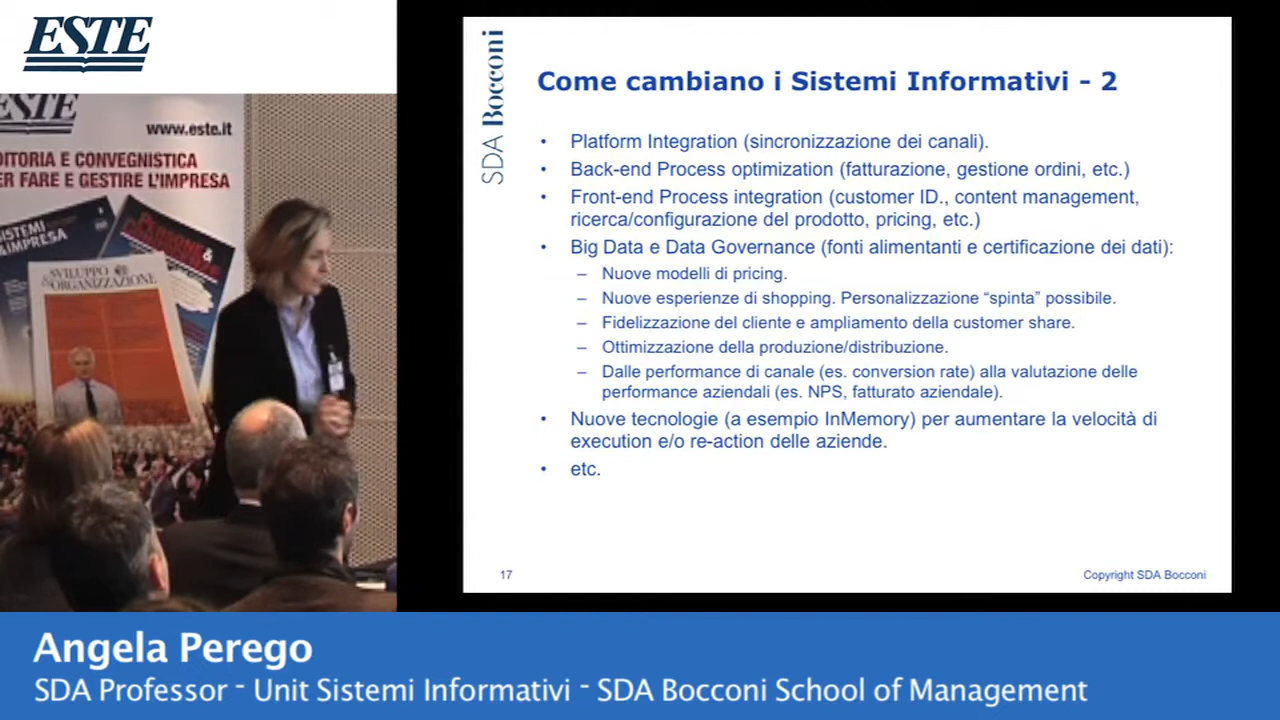 ESTE
ESTE
www.este.it
DITORIA E CONVEGNISTICA
ER FARE E GESTIRE L'IMPRESA
SISTEMI
&IMPRESA
SVILUPPO
&ORGANIZZAZIONE
SDA Bocconi
Come cambiano i Sistemi Informativi - 2
• Platform Integration (sincronizzazione dei canali).
• Back-end Process optimization (fatturazione, gestione ordini, etc.)
• Front-end Process integration (customer ID., content management,
ricerca/configurazione del prodotto, pricing, etc.)
• Big Data e Data Governance (fonti alimentanti e certificazione dei dati):
– Nuove modelli di pricing.
– Nuove esperienze di shopping. Personalizzazione “spinta” possibile.
– Fidelizzazione del cliente e ampliamento della customer share.
– Ottimizzazione della produzione/distribuzione.
– Dalle performance di canale (es. conversion rate) alla valutazione delle
performance aziendali (es. NPS, fatturato aziendale).
• Nuove tecnologie (a esempio InMemory) per aumentare la velocità di
execution e/o re-action delle aziende.
• etc.
17
Copyright SDA Bocconi
Angela Perego
SDA Professor - Unit Sistemi Informativi - SDA Bocconi School of Management